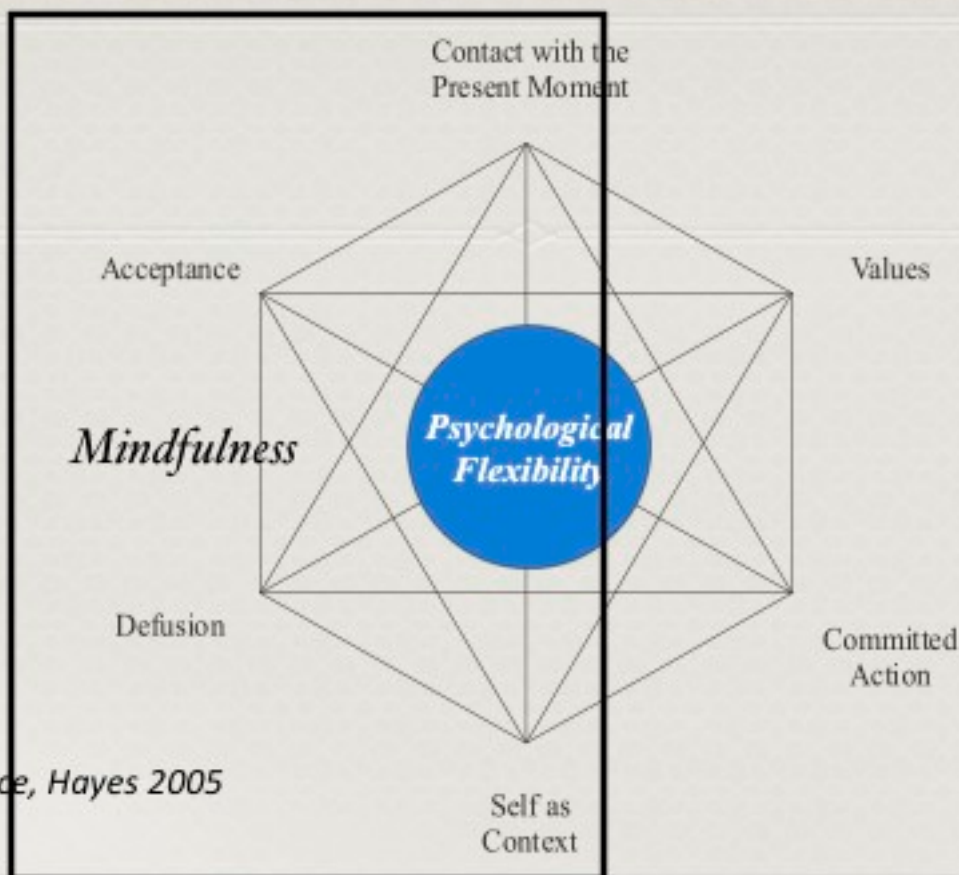 Contact with the
Present Moment
Acceptance
Values
Psychological
Flexibility
Mindfulness
Defusion
Committed
Action
Hayes 2005
Self as
Context